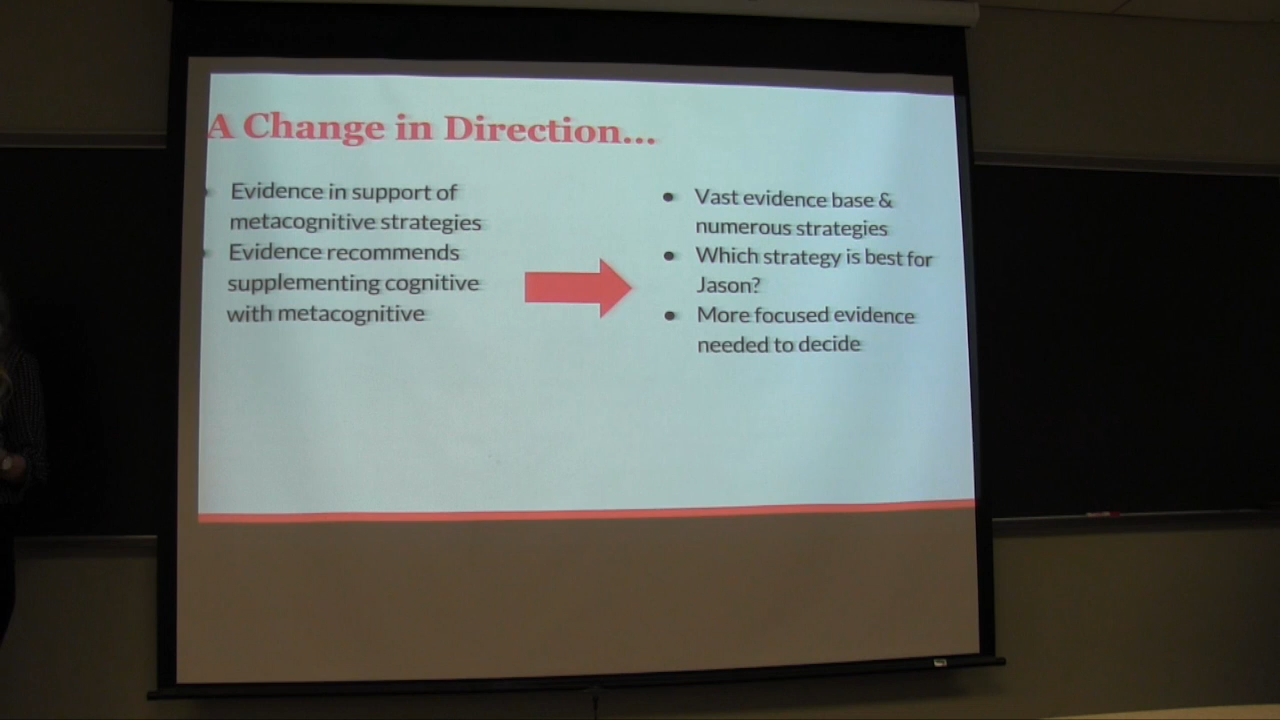 A Change in Direction...
Evidence in support of
metacognitive strategies
Evidence recommends
supplementing cognitive
with metacognitive
Vast evidence base &
numerous strategies
Which strategy is best for
Jason?
More focused evidence
needed to decide